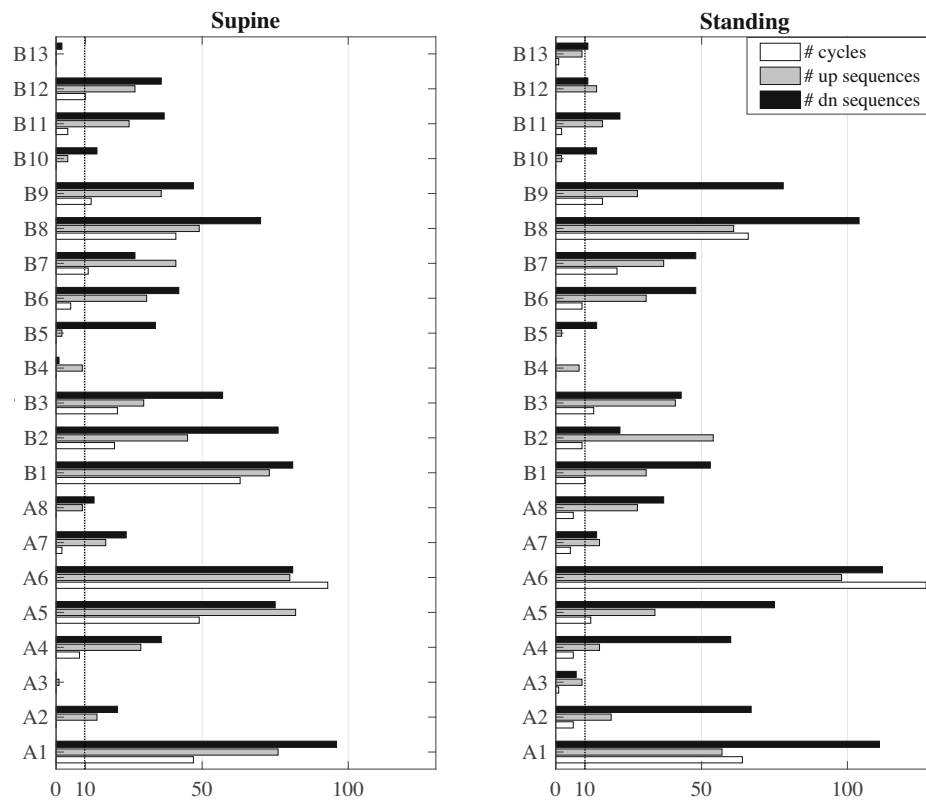 Supine
B13
B12
B11
B10
B9
B8
B7
B6
B5
B4
B3
B2
B1
A8
A7
A6
A5
A4
A3
A2
A1
0 10 50 100
Standing
# cycles
# up sequences
# dn sequences
B13
B12
B11
B10
B9
B8
B7
B6
B5
B4
B3
B2
B1
A8
A7
A6
A5
A4
A3
A2
A1
0 10 50 100